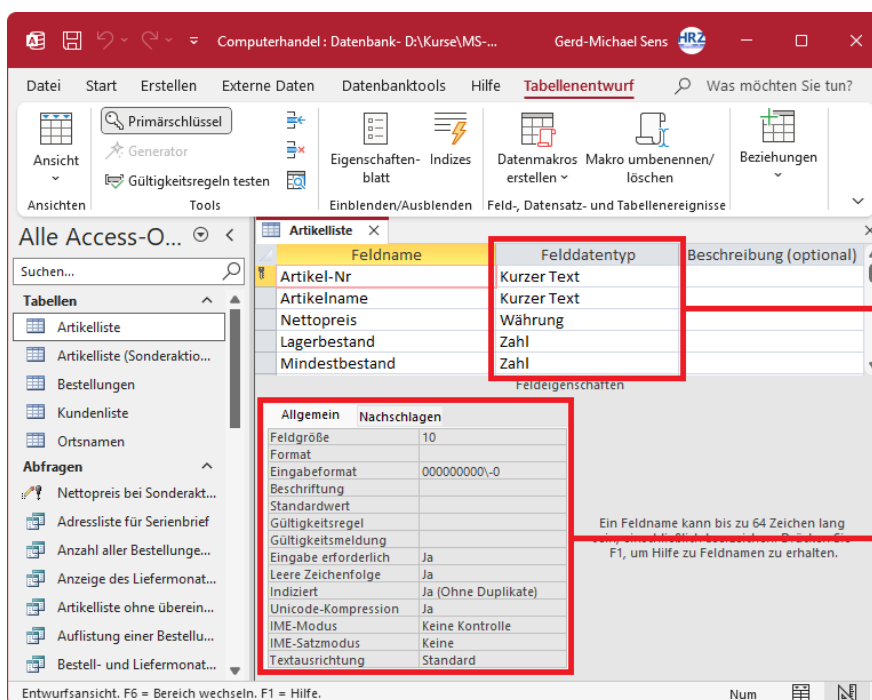 Computerhandel : Datenbank- D:\Kurse\MS-... Gerd-Michael Sens HRZ
Datei Start Erstellen Externe Daten Datenbanktools Hilfe Tabellenentwurf Was möchten Sie tun?
Ansicht
Ansichten
Primärschlüssel
Generator
Gültigkeitsregeln testen
Tools
Eigenschaften-
blatt
Indizes
Einblenden/Ausblenden
Datenmakros
erstellen
Makro umbenennen/
löschen
Feld-, Datensatz- und Tabellenereignisse
Beziehungen
Alle Access-O...
Suchen...
Tabellen
Artikelliste
Artikelliste (Sonderaktio...
Bestellungen
Kundenliste
Ortsnamen
Abfragen
Nettopreis bei Sonderakt...
Adressliste für Serienbrief
Anzahl aller Bestellunge...
Anzeige des Liefermonat...
Artikelliste ohne überein...
Auflistung einer Bestellu...
Bestell- und Liefermonat...
Artikelliste
Feldname Felddatentyp Beschreibung (optional)
Artikel-Nr Kurzer Text
Artikelname Kurzer Text
Nettopreis Währung
Lagerbestand Zahl
Mindestbestand Zahl
Feldeigenschaften
Allgemein Nachschlagen
Feldgröße 10
Format
Eingabeformat 000000000\-0
Beschriftung
Standardwert
Gültigkeitsregel
Gültigkeitsmeldung
Eingabe erforderlich Ja
Leere Zeichenfolge Ja
Indiziert Ja (Ohne Duplikate)
Unicode-Kompression Ja
IME-Modus Keine Kontrolle
IME-Satzmodus Keine
Textausrichtung Standard
Ein Feldname kann bis zu 64 Zeichen lang
sein, einschließlich Leerzeichen. Drücken Sie
F1, um Hilfe zu Feldnamen zu erhalten.
Entwurfsansicht. F6 = Bereich wechseln. F1 = Hilfe. Num